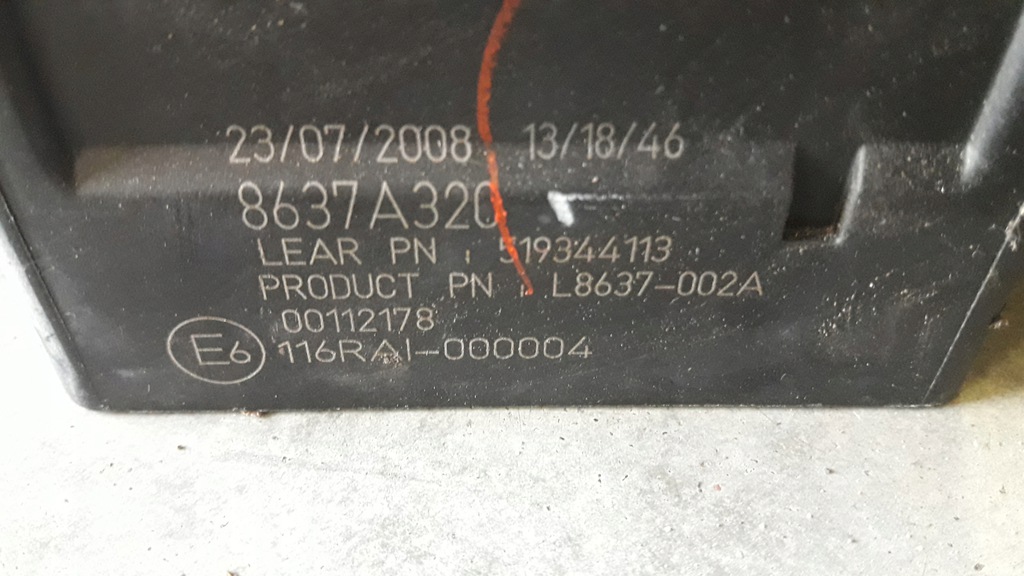 23/07/2008 13/18/46
8637A320
LEAR PN : 519344113
PRODUCT PN : L8637-002A
00112178
E6 116RAI-000004